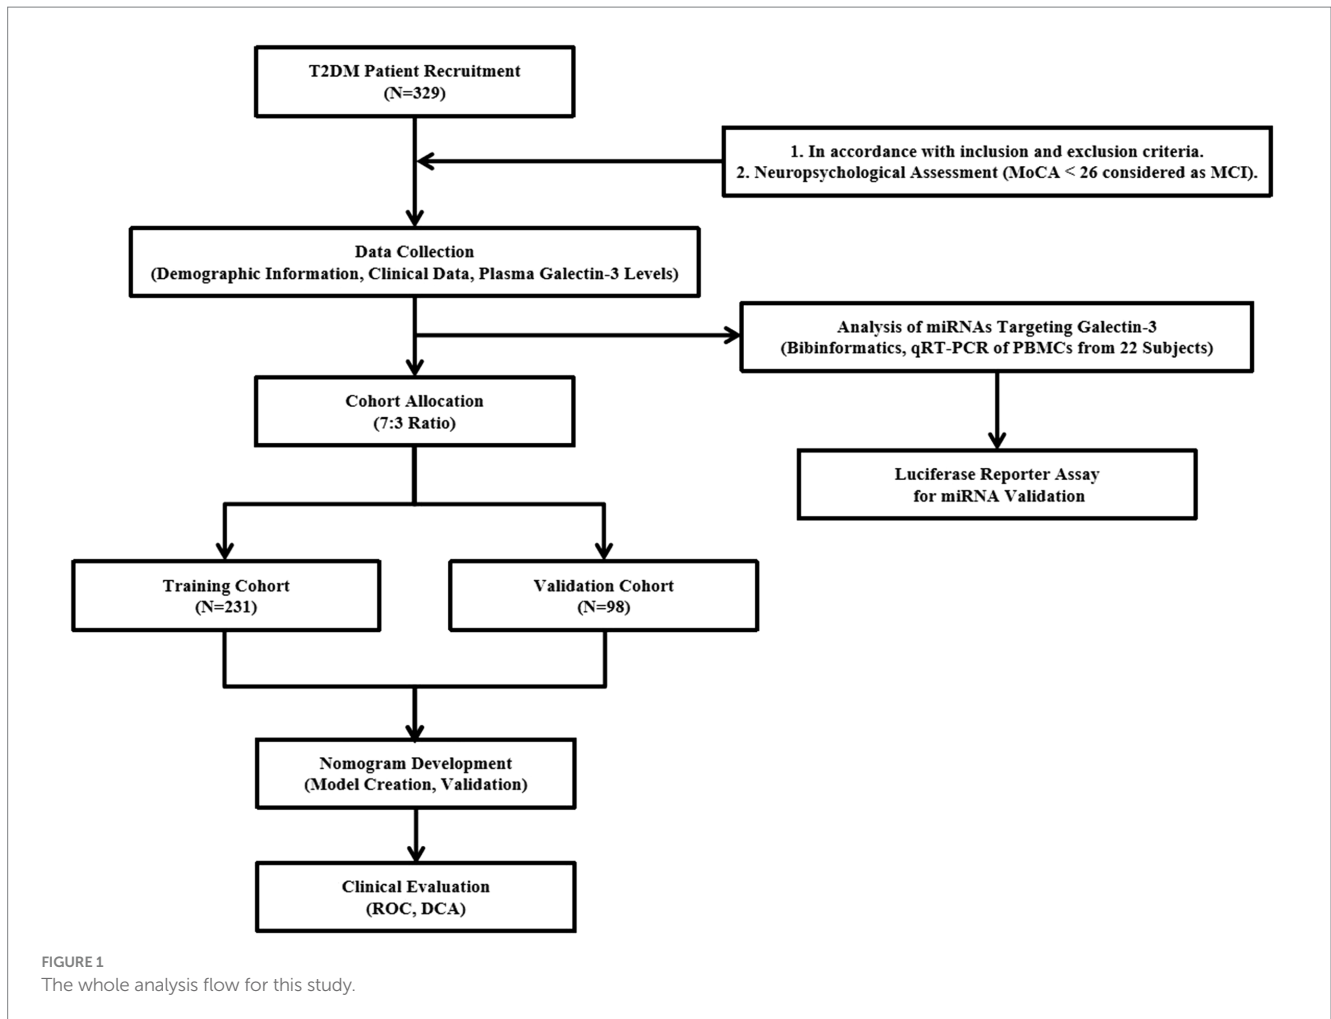 T2DM Patient Recruitment
(N=329)
1. In accordance with inclusion and exclusion criteria.
2. Neuropsychological Assessment (MoCA < 26 considered as MCI).
Data Collection
(Demographic Information, Clinical Data, Plasma Galectin-3 Levels)
Analysis of miRNAs Targeting Galectin-3
(Bibinformatics, qRT-PCR of PBMCs from 22 Subjects)
Cohort Allocation
(7:3 Ratio)
Luciferase Reporter Assay
for miRNA Validation
Training Cohort
(N=231)
Validation Cohort
(N=98)
Nomogram Development
(Model Creation, Validation)
Clinical Evaluation
(ROC, DCA)
FIGURE 1
The whole analysis flow for this study.